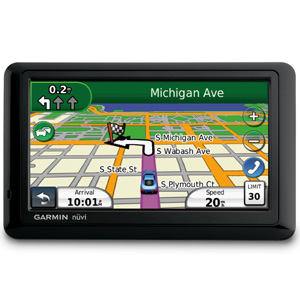 0.2
Michigan Ave
S Michigan Ave
S Wabash Ave
S State St
S Plymouth Ct
Arrival
10:01
Speed
20
LIMIT
30
GARMIN nüvi